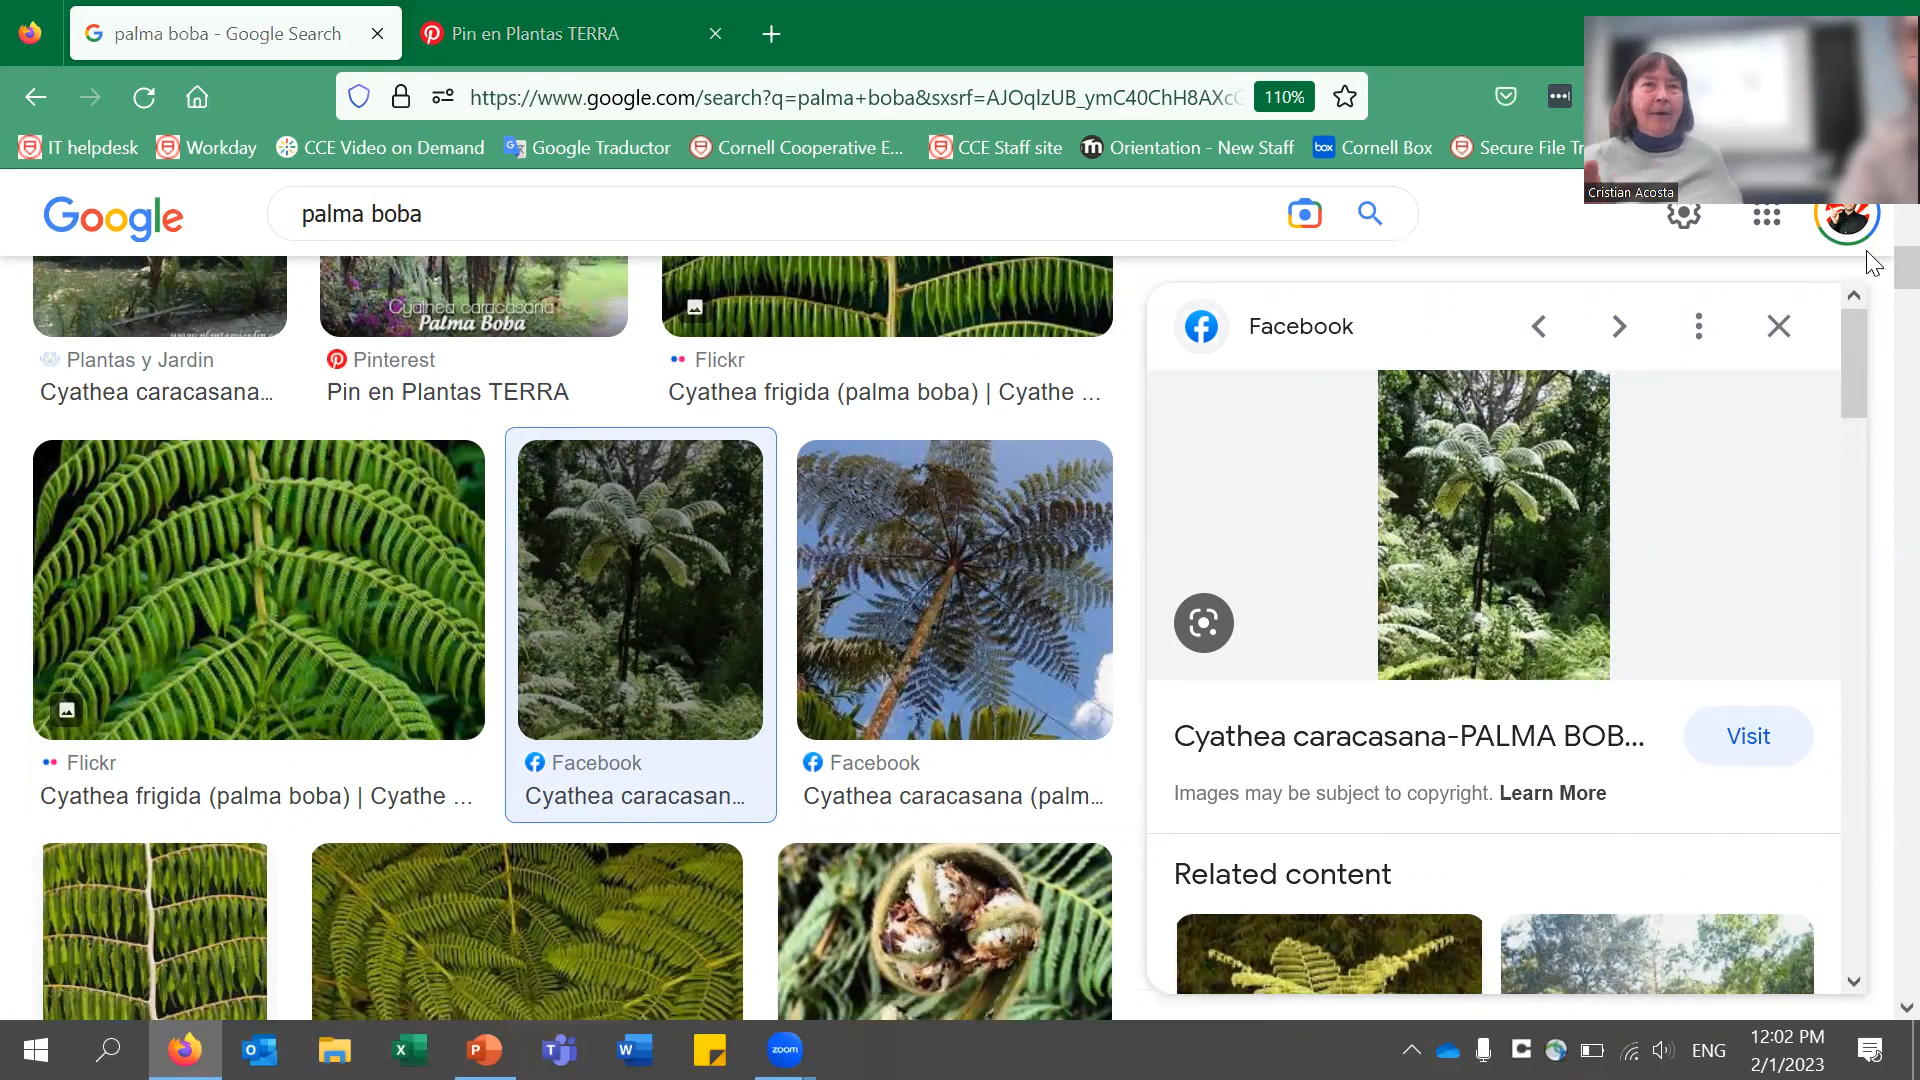 palma boba - Google Search
Pin en Plantas TERRA
https://www.google.com/search?q=palma+boba&sxsrf=AJOqlzUB_ymC40ChH8AXc
110%
IT helpdesk
Workday
CCE Video on Demand
Google Traductor
Cornell Cooperative E...
CCE Staff site
Orientation - New Staff
Cornell Box
Secure File Tr
Cristian Acosta
Google
palma boba
Cyathea caracasana
Palma Boba
Plantas y Jardin
Cyathea caracasana...
Pinterest
Pin en Plantas TERRA
Flickr
Cyathea frigida (palma boba) | Cyathe ...
Facebook
Flickr
Cyathea frigida (palma boba) | Cyathe ...
Facebook
Cyathea caracasan...
Facebook
Cyathea caracasana (palm...
Cyathea caracasana-PALMA BOB...
Visit
Images may be subject to copyright. Learn More
Related content
zoom
ENG
12:02 PM
2/1/2023